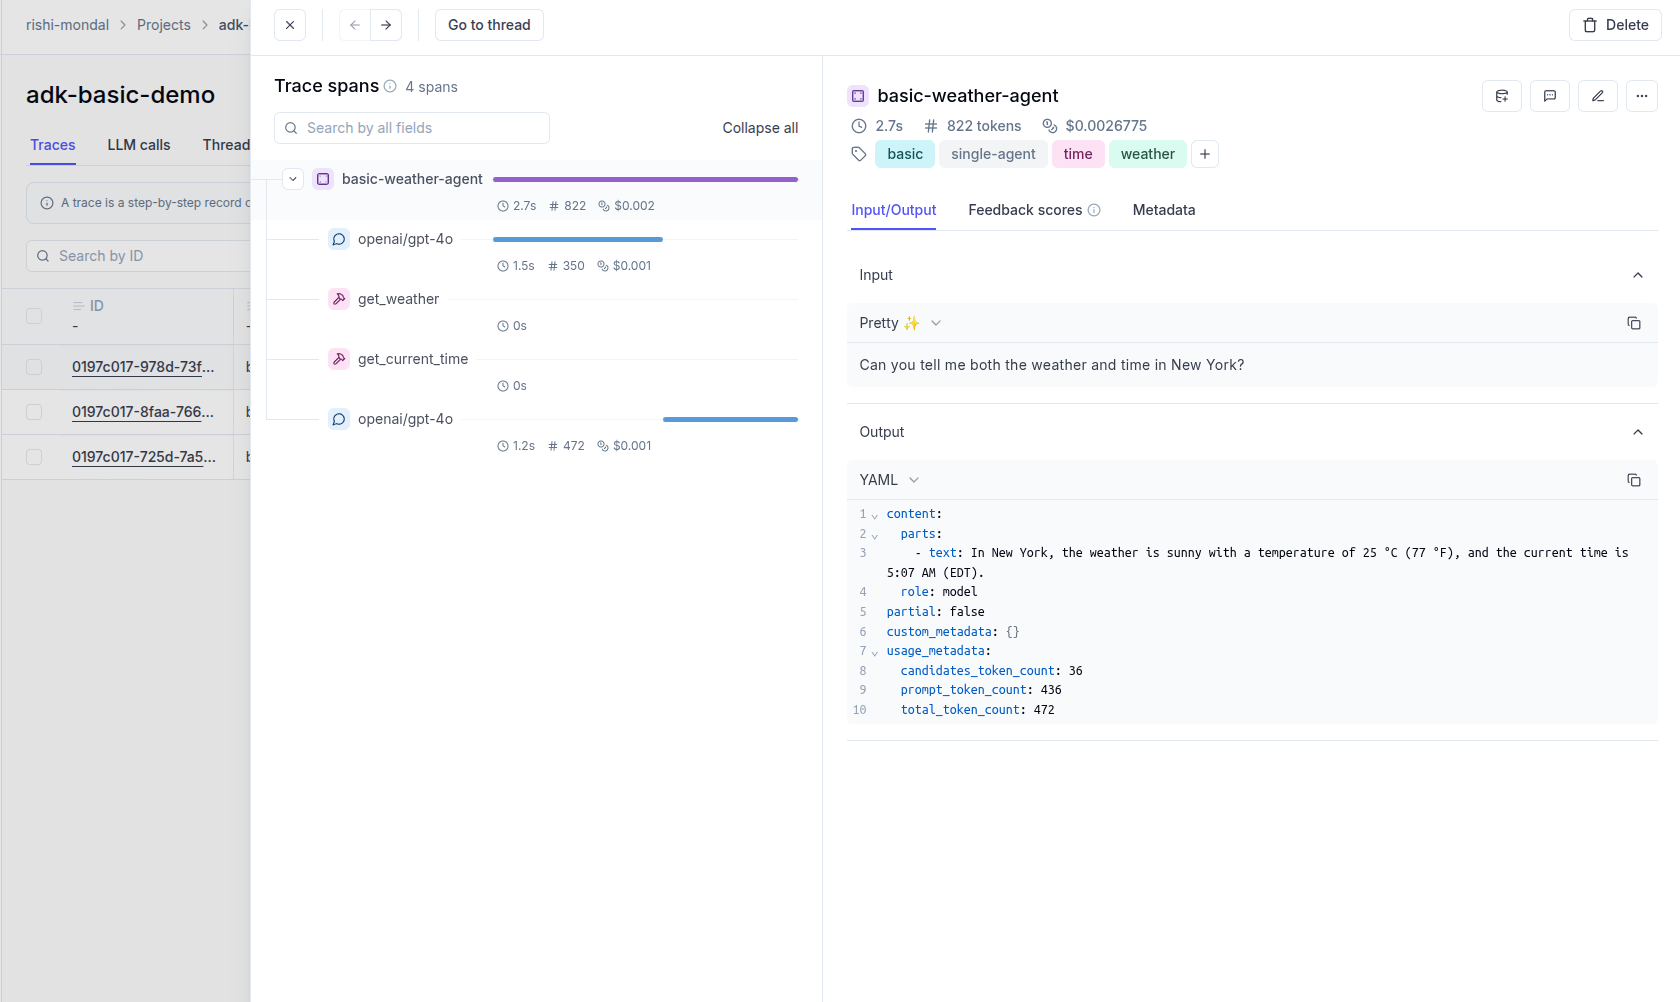 rishi-mondal > Projects > adk-
adk-basic-demo
Traces LLM calls Thread
A trace is a step-by-step record
Search by ID
ID
-
0197c017-978d-73f...
0197c017-8faa-766...
0197c017-725d-7a5...
Go to thread
Delete
Trace spans 4 spans
Search by all fields
Collapse all
basic-weather-agent
2.7s # 822 $0.002
openai/gpt-4o
1.5s # 350 $0.001
get_weather
0s
get_current_time
0s
openai/gpt-4o
1.2s # 472 $0.001
basic-weather-agent
2.7s # 822 tokens $0.0026775
basic single-agent time weather +
Input/Output Feedback scores Metadata
Input
Pretty ✨
Can you tell me both the weather and time in New York?
Output
YAML
1 content:
2 parts:
3 - text: In New York, the weather is sunny with a temperature of 25 °C (77 °F), and the current time is
5:07 AM (EDT).
4 role: model
5 partial: false
6 custom_metadata: {}
7 usage_metadata:
8 candidates_token_count: 36
9 prompt_token_count: 436
10 total_token_count: 472